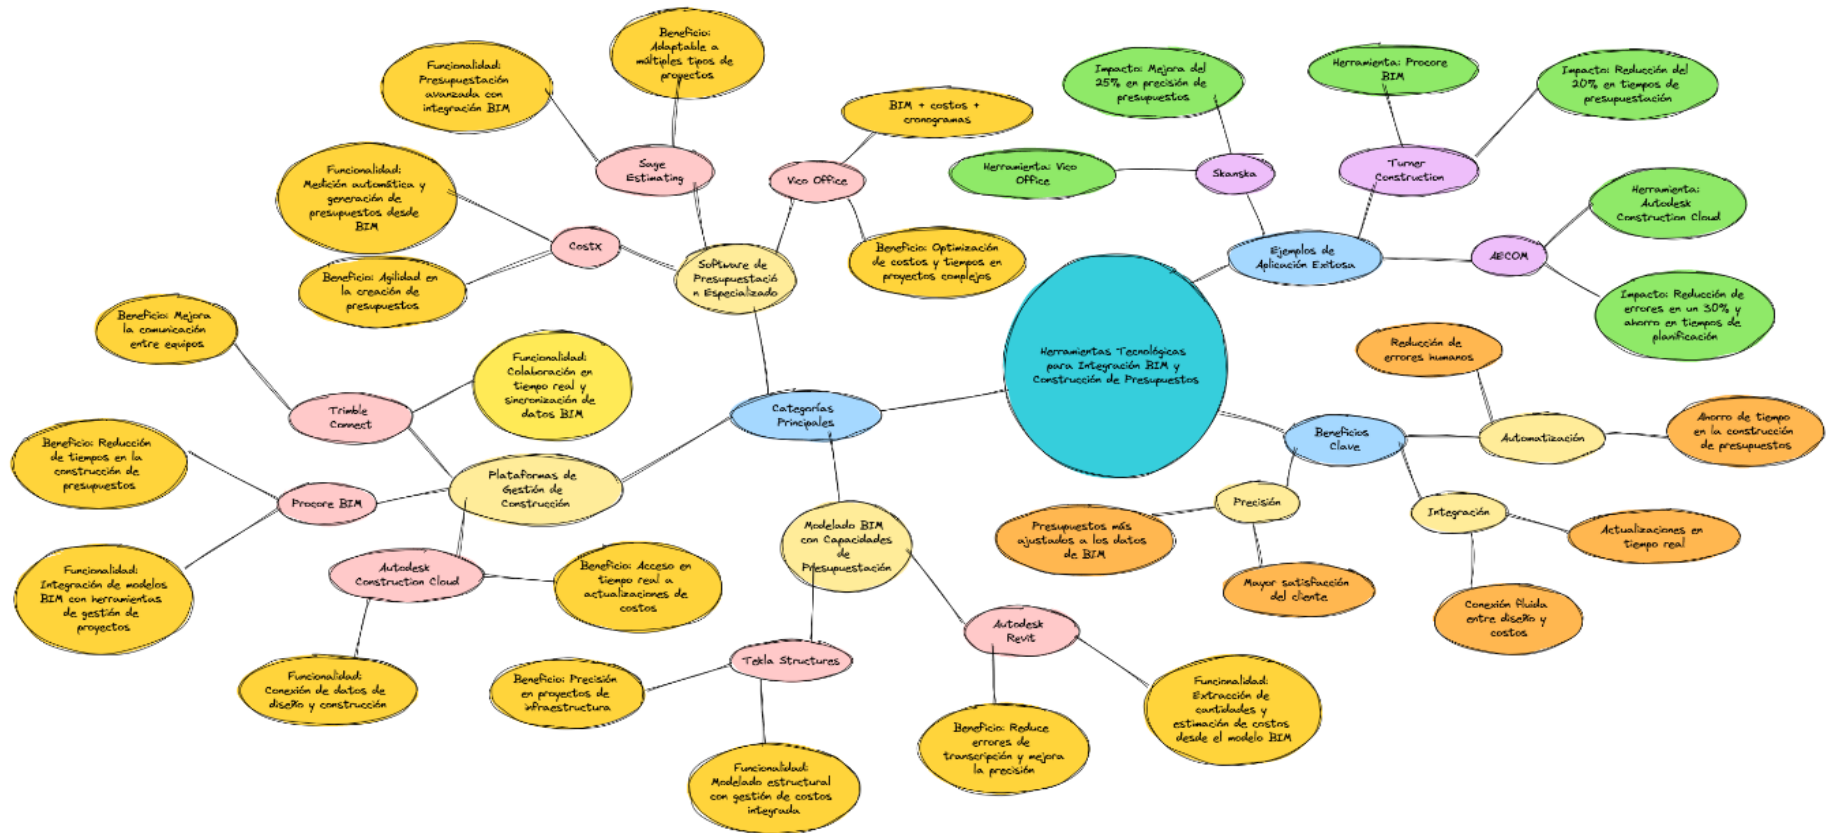 Herramientas Tecnológicas
para Integración BIM y
Construcción de Presupuestos
Categorías
Principales
Software de
Presupuestació
n Especializado
Sage
Estimating
Funcionalidad:
Presupuestación
avanzada con
integración BIM
Beneficio:
Adaptable a
múltiples tipos de
proyectos
Vico Office
BIM + costos +
cronogramas
Beneficio: Optimización
de costos y tiempos en
proyectos complejos
CostX
Funcionalidad:
Medición automática y
generación de
presupuestos desde
BIM
Beneficio: Agilidad en
la creación de
presupuestos
Plataformas de
Gestión de
Construcción
Trimble
Connect
Beneficio: Mejora
la comunicación
entre equipos
Funcionalidad:
Colaboración en
tiempo real y
sincronización de
datos BIM
Procore BIM
Beneficio: Reducción
de tiempos en la
construcción de
presupuestos
Funcionalidad:
Integración de modelos
BIM con herramientas
de gestión de
proyectos
Autodesk
Construction Cloud
Beneficio: Acceso en
tiempo real a
actualizaciones de
costos
Funcionalidad:
Conexión de datos de
diseño y construcción
Modelado BIM
con Capacidades
de
Presupuestación
Tekla Structures
Beneficio: Precisión
en proyectos de
infraestructura
Funcionalidad:
Modelado estructural
con gestión de costos
integrada
Autodesk
Revit
Beneficio: Reduce
errores de
transcripción y mejora
la precisión
Funcionalidad:
Extracción de
cantidades y
estimación de costos
desde el modelo BIM
Ejemplos de
Aplicación Exitosa
Skanska
Impacto: Mejora del
25% en precisión de
presupuestos
Herramienta: Vico
Office
Turner
Construction
Herramienta: Procore
BIM
Impacto: Reducción del
20% en tiempos de
presupuestación
AECOM
Herramienta:
Autodesk
Construction Cloud
Impacto: Reducción de
errores en un 30% y
ahorro en tiempos de
planificación
Beneficios
Clave
Automatización
Reducción de
errores humanos
Ahorro de tiempo
en la construcción
de presupuestos
Precisión
Presupuestos más
ajustados a los datos
de BIM
Mayor satisfacción
del cliente
Integración
Actualizaciones en
tiempo real
Conexión fluida
entre diseño y
costos